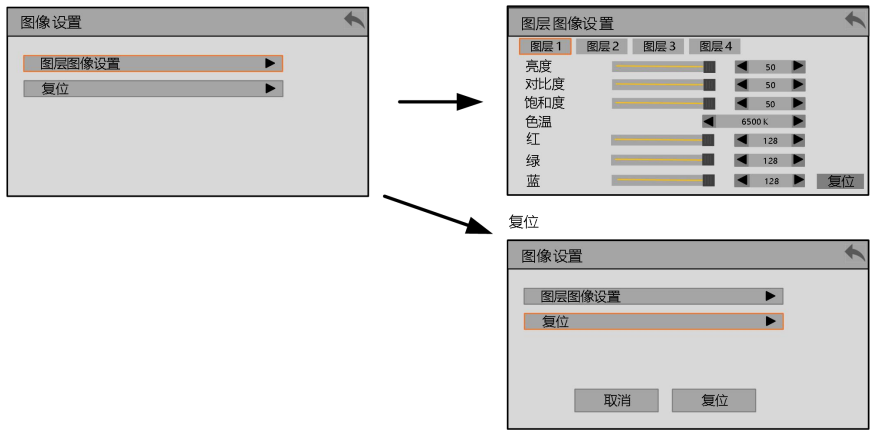 图像设置
图层图像设置
复位
图层图像设置
图层1 图层2 图层3 图层4
亮度 50
对比度 50
饱和度 50
色温 6500 K
红 128
绿 128
蓝 128 复位
复位
图像设置
图层图像设置
复位
取消 复位